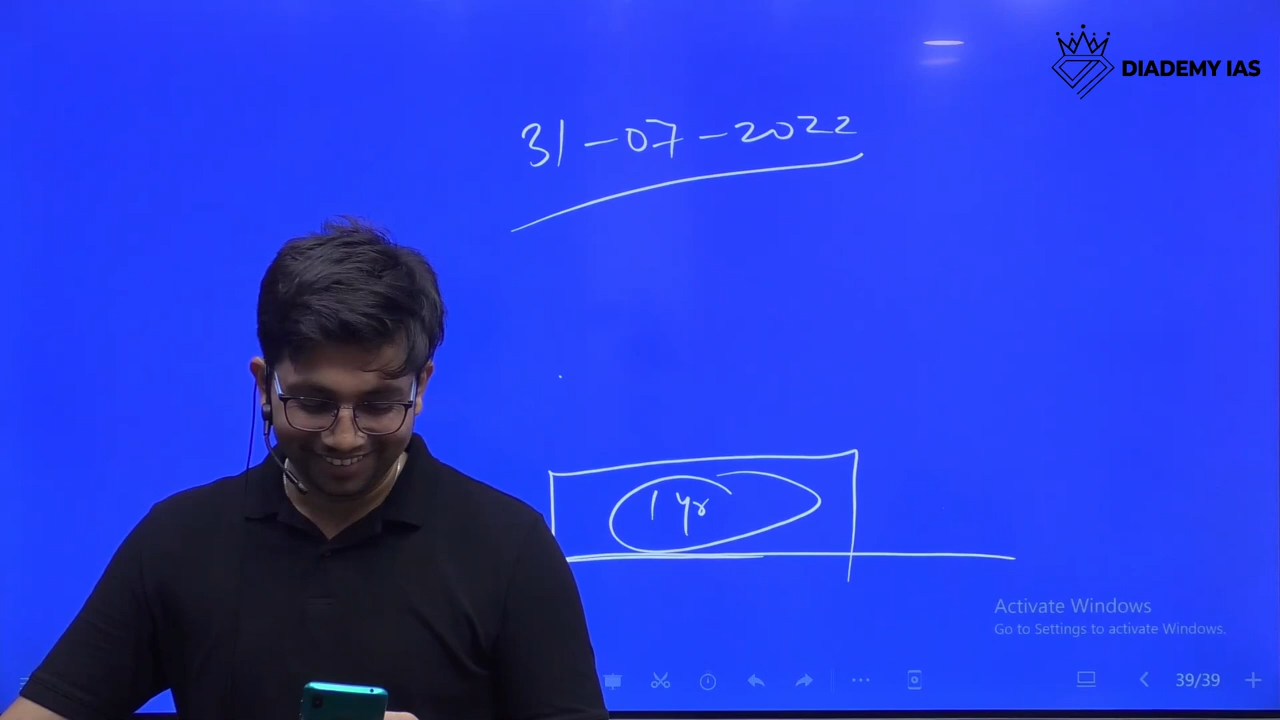 DIADEMY IAS
31-07-2022
1 yr
Activate Windows
Go to Settings to activate Windows.
39/39